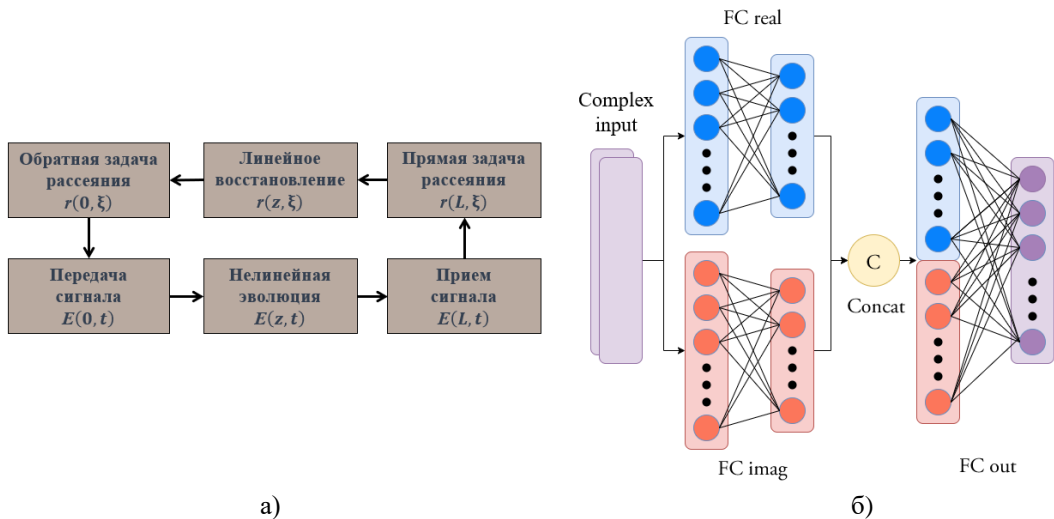 Обратная задача
рассеяния
r(0, ξ)
Линейное
восстановление
r(z, ξ)
Прямая задача
рассеяния
r(L, ξ)
Передача
сигнала
E(0, t)
Нелинейная
эволюция
E(z, t)
Прием
сигнала
E(L, t)
а)
FC real
Complex
input
C
Concat
FC imag
FC out
б)